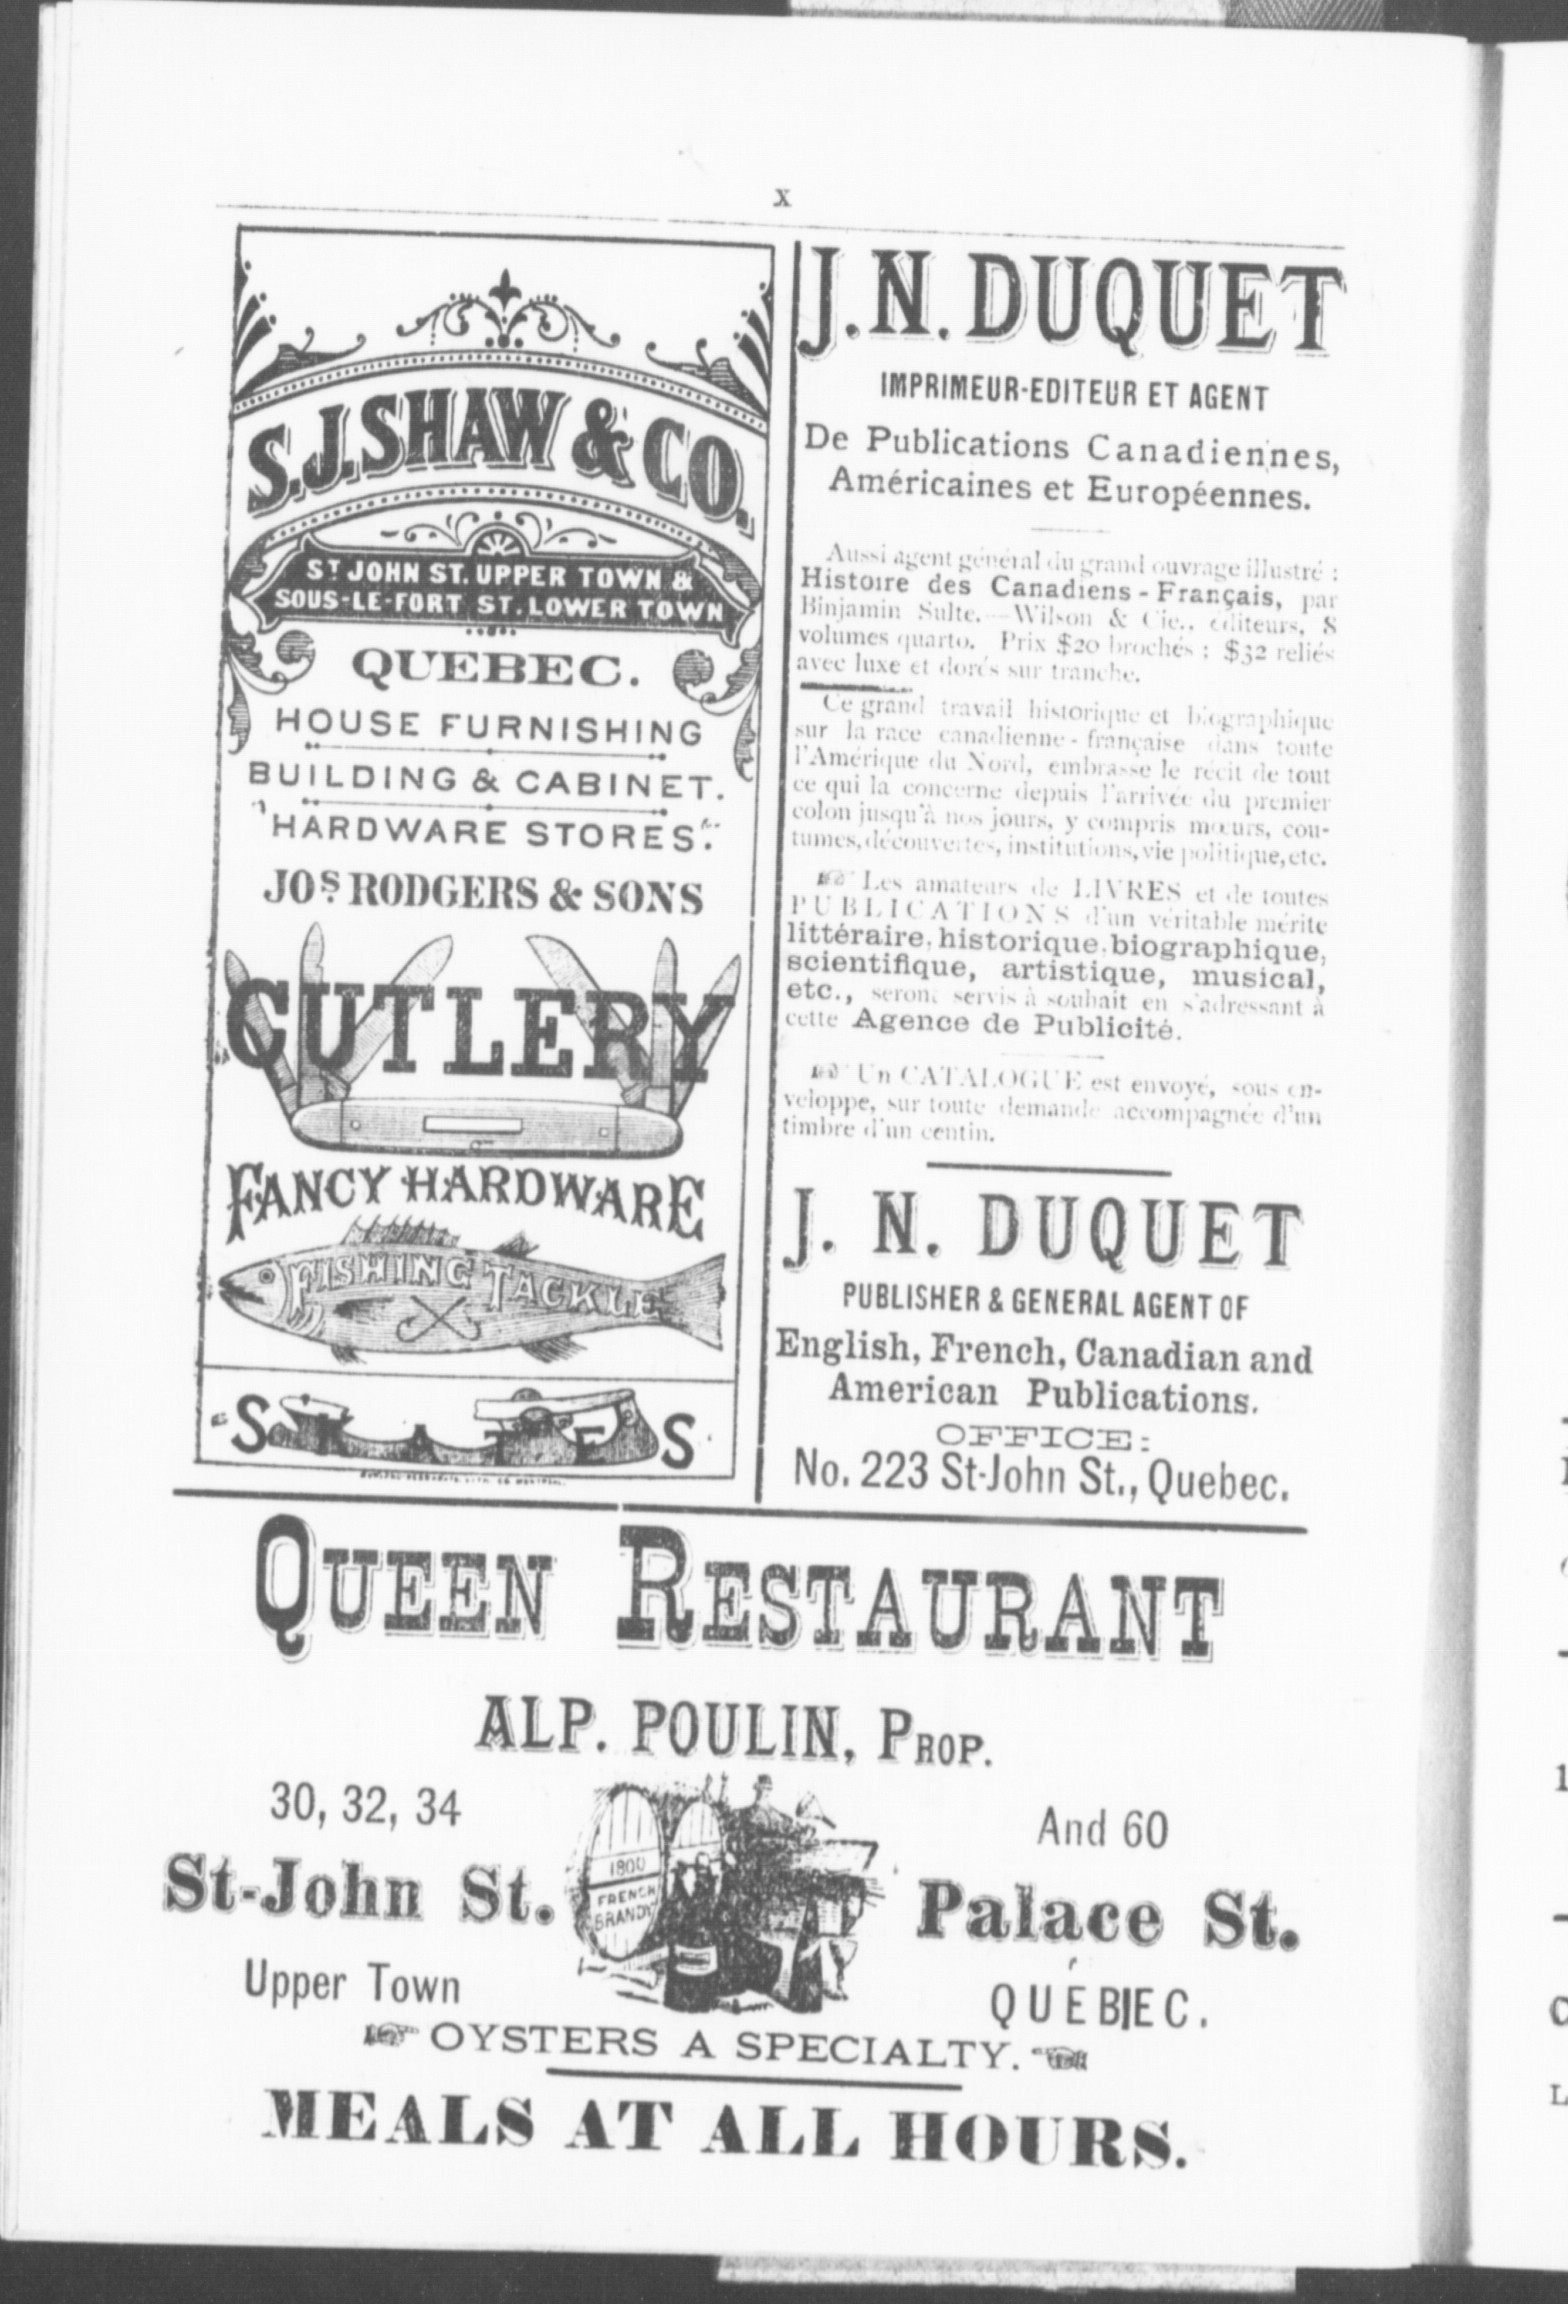 x
S. J. SHAW & CO.
ST JOHN ST. UPPER TOWN &
SOUS-LE-FORT ST. LOWER TOWN
QUEBEC.
HOUSE FURNISHING
BUILDING & CABINET.
"HARDWARE STORES".
JOS RODGERS & SONS
CUTLERY
FANCY HARDWARE
FISHING TACKLE
SKATES
J. N. DUQUET
IMPRIMEUR-EDITEUR ET AGENT
De Publications Canadiennes,
Américaines et Européennes.
Aussi agent général du grand ouvrage illustré :
Histoire des Canadiens-Français, par
Binjamin Sulte.—Wilson & Cie., éditeurs, 8
volumes quarto. Prix $20 brochés ; $32 reliés
avec luxe et dorés sur tranche.
Ce grand travail historique et biographique
sur la race canadienne-française dans toute
l'Amérique du Nord, embrasse le récit de tout
ce qui la concerne depuis l'arrivée du premier
colon jusqu'à nos jours, y compris mœurs, cou-
tumes, découvertes, institutions, vie politique, etc.
☞ Les amateurs de LIVRES et de toutes
PUBLICATIONS d'un véritable mérite
littéraire, historique, biographique,
scientifique, artistique, musical,
etc., seront servis à souhait en s'adressant à
cette Agence de Publicité.
☞ Un CATALOGUE est envoyé, sous en-
veloppe, sur toute demande accompagnée d'un
timbre d'un centin.
J. N. DUQUET
PUBLISHER & GENERAL AGENT OF
English, French, Canadian and
American Publications.
OFFICE:
No. 223 St-John St., Quebec.
QUEEN RESTAURANT
ALP. POULIN, PROP.
30, 32, 34
St-John St.
Upper Town
1800
FRENCH
BRANDY
And 60
Palace St.
QUEBEC.
☞ OYSTERS A SPECIALTY. ☜
MEALS AT ALL HOURS.